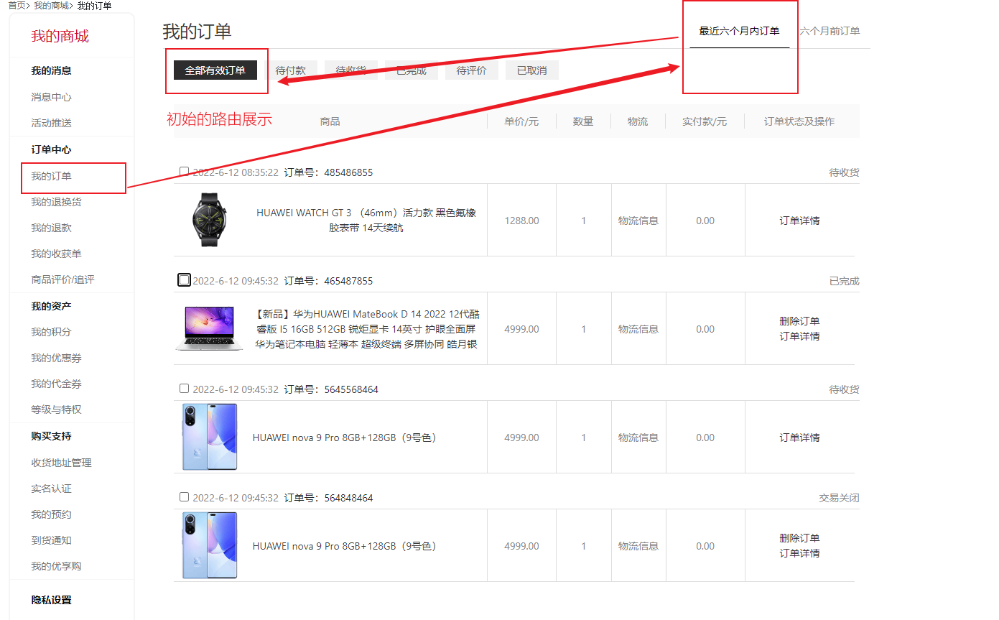 首页> 我的商城> 我的订单
我的商城
我的消息
消息中心
活动推送
订单中心
我的订单
我的退换货
我的退款
我的收获单
商品评价/追评
我的资产
我的积分
我的优惠券
我的代金券
等级与特权
购买支持
收货地址管理
实名认证
我的预约
到货通知
我的优享购
隐私设置
我的订单
最近六个月内订单 六个月前订单
全部有效订单 待付款 待收货 已完成 待评价 已取消
初始的路由展示
商品 单价/元 数量 物流 实付款/元 订单状态及操作
2022-6-12 08:35:22 订单号：485486855 待收货
HUAWEI WATCH GT 3 （46mm）活力款 黑色氟橡
胶表带 14天续航
1288.00 1 物流信息 0.00 订单详情
2022-6-12 09:45:32 订单号：465487855 已完成
【新品】华为HUAWEI MateBook D 14 2022 12代酷
睿版 I5 16GB 512GB 锐炬显卡 14英寸 护眼全面屏
华为笔记本电脑 轻薄本 超级终端 多屏协同 皓月银
4999.00 1 物流信息 0.00
删除订单
订单详情
2022-6-12 09:45:32 订单号：5645568464 待收货
HUAWEI nova 9 Pro 8GB+128GB（9号色） 4999.00 1 物流信息 0.00 订单详情
2022-6-12 09:45:32 订单号：564848464 交易关闭
HUAWEI nova 9 Pro 8GB+128GB（9号色） 4999.00 1 物流信息 0.00
删除订单
订单详情